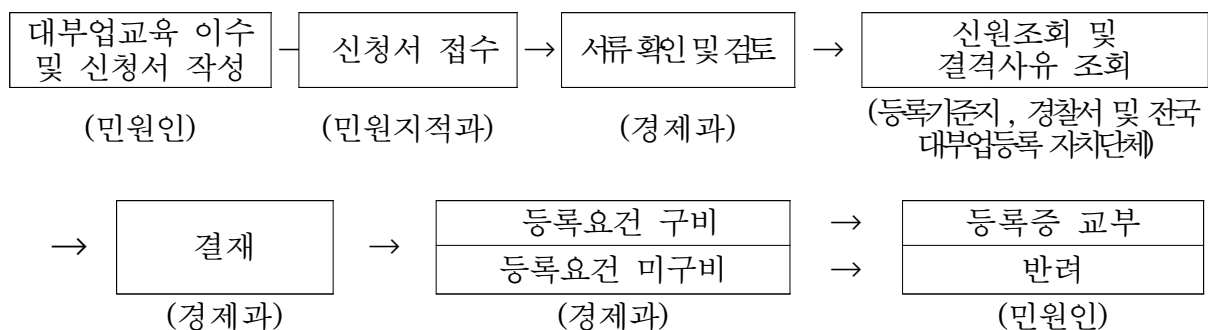 대부업교육 이수 및 신청서 작성
–
신청서 접수
→
서류 확인 및 검토
→
신원조회 및 결격사유 조회
(민원인)
(민원지적과)
(경제과)
(등록기준지 , 경찰서 및 전국 대부업등록 자치단체)
→
결재
→
등록요건 구비
→
등록증 교부
등록요건 미구비
→
반려
(경제과)
(경제과)
(민원인)